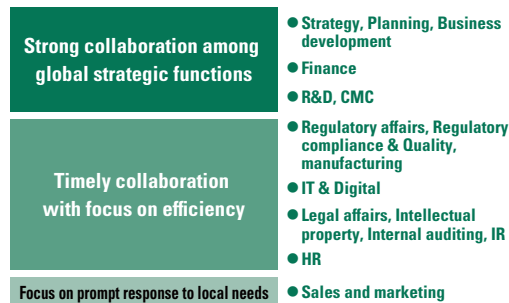 Strong collaboration among
global strategic functions
● Strategy, Planning, Business
development
● Finance
● R&D, CMC
Timely collaboration
with focus on efficiency
● Regulatory affairs, Regulatory
compliance & Quality,
manufacturing
● IT & Digital
● Legal affairs, Intellectual
property, Internal auditing, IR
● HR
Focus on prompt response to local needs
● Sales and marketing